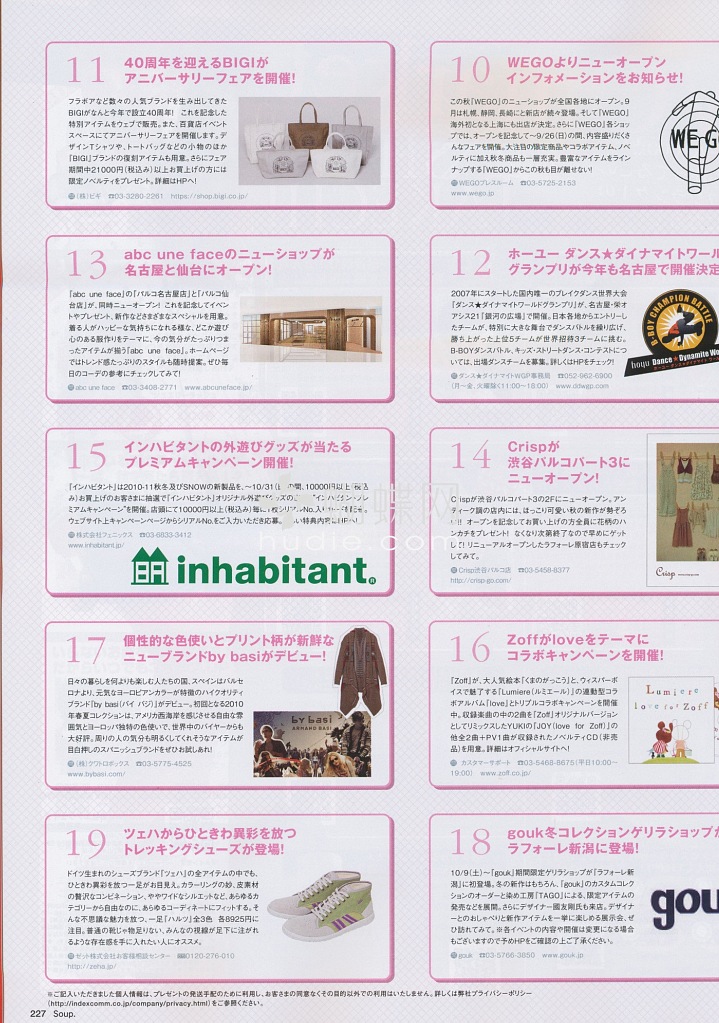 11
40周年を迎えるBIGIが
アニバーサリーフェアを開催!
フラボアなど数々の人気ブランドを生み出してきた
BIGIがなんと今年で設立40周年! これを記念した
特別アイテムをウェブで販売。また、百貨店イベント
スペースにてアニバーサリーフェアを開催します。デ
ザインTシャツや、トートバッグなどの小物のほか
「BIGI」ブランドの復刻アイテムも用意。さらにフェア
期間中21000円(税込み)以上お買上げの方には
限定ノベルティをプレゼント。詳細はHPへ!
(株)ビギ ☎03-3280-2261 https://shop.bigi.co.jp/
10
WEGOよりニューオープン
インフォメーションをお知らせ!
この秋「WEGO」のニューショップが全国各地にオープン。9
月は札幌、静岡、長崎にと新店が続々登場。そして「WEGO」
海外初となる上海にも出店が決定。さらに「WEGO」各ショッ
プでは、オープンを記念して〜9/26(日)の間、内容盛りだくさ
んなフェアを開催。大注目の限定商品やコラボアイテム、ノベ
ルティに加え秋冬商品も一層充実。豊富なアイテムをライン
ナップする「WEGO」からこの秋も目が離せない!
WEGOプレスルーム ☎03-5725-2153
www.wego.jp
WEGO
13
abc une faceのニューショップが
名古屋と仙台にオープン!
「abc une face」の「パルコ名古屋店」と「パルコ仙
台店」が、同時ニューオープン! これを記念してイベン
トやプレゼント、新作などさまざまなスペシャルを用意。
着る人がハッピーな気持ちになれる様な、どこか遊び
心のある服作りをテーマに、今の気分がたっぷりつまっ
たアイテムが揃う「abc une face」。ホームページ
ではトレンド感たっぷりのスタイルも随時提案。ぜひ毎
日のコーデの参考にチェックしてみて!
abc une face ☎03-3408-2771 www.abcuneface.jp/
12
ホーユー ダンス★ダイナマイトワール
グランプリが今年も名古屋で開催決定
2007年にスタートした国内唯一のブレイクダンス世界大会
「ダンス★ダイナマイトワールドグランプリ」が、名古屋・栄オ
アシス21「銀河の広場」で開催。日本各地からエントリーし
たチームが、特別に大きな舞台でダンスバトルを繰り広げ、
勝ち上がった上位5チームが世界招待3チームに挑む。
B-BOYダンスバトル、キッズ・ストリートダンス・コンテストにつ
いては、出場ダンスチームを募集。詳しくはHPをチェック!
ダンス★ダイナマイトWGP事務局 ☎052-962-6900
(月〜金、火曜除く11:00〜18:00) www.ddwgp.com
B-BOY CHAMPION BATTLE
hoyu Dance★Dynamite Wo
15
インハビタントの外遊びグッズが当たる
プレミアムキャンペーン開催!
「インハビタント」は2010-11秋冬及びSNOWの新製品を、〜10/31(日)の間、10000円以上(税込
み)お買上げのお客さまに抽選で「インハビタント」オリジナル外遊びグッズの当たる"インハビタント・プレ
ミアムキャンペーン"を開催。店頭にて10000円以上(税込み)毎に1枚シリアルNo.入りカードを配布。
ウェブサイト上キャンペーンページからシリアルNo.をご入力いただき応募。詳しい特典内容はHPへ!
株式会社フェニックス ☎03-6833-3412
www.inhabitant.jp/
inhabitant®
hudie.com
14
Crispが
渋谷パルコパート3に
ニューオープン!
Crispが渋谷パルコパート3の2Fにニューオープン。アン
ティーク調の店内には、ほっこり可愛い秋の新作が勢ぞろ
い!! オープンを記念してお買い上げの方全員に花柄のハ
ンカチをプレゼント! なくなり次第終了なので早めにゲット
して! リニューアルオープンしたラフォーレ原宿店もチェック
してみて。
Crisp渋谷パルコ店 ☎03-5458-8377
http://crisp-go.com/
Crisp
17
個性的な色使いとプリント柄が新鮮な
ニューブランドby basiがデビュー!
日々の暮らしを何よりも楽しむ人たちの国、スペインはバルセ
ロナより、元気なヨーロピアンカラーが特徴のハイクオリティ
ブランド「by basi(バイ バジ)」がデビュー。初回となる2010
年春夏コレクションは、アメリカ西海岸を感じさせる自由な雰
囲気とヨーロッパ独特の色使いで、世界中のバイヤーからも
大好評。周りの人の気分も明るくしてくれそうなアイテムが
目白押しのスパニッシュブランドをぜひお試しあれ!
(株)クワトロボックス ☎03-5775-4525
www.bybasi.com/
by basi
ARMAND BASI
16
Zoffがloveをテーマに
コラボキャンペーンを開催!
「Zoff」が、大人気絵本「くまのがっこう」と、ウィスパーボ
イスで魅了する「Lumiere(ルミエール)」の連動型コラ
ボアルバム「love」とトリプルコラボキャンペーンを開催
中。収録楽曲の中の2曲を「Zoff」オリジナルバージョン
としてリミックスしたYUKIの「JOY(love for Zoff)」の
他全2曲+PV1曲が収録されたノベルティCD(非売
品)を用意。詳細はオフィシャルサイトへ!
カスタマーサポート ☎03-5468-8675(平日10:00〜
19:00) www.zoff.co.jp/
Lumiere
love for Zoff
19
ツェハからひときわ異彩を放つ
トレッキングシューズが登場!
ドイツ生まれのシューズブランド「ツェハ」の全アイテムの中でも、
ひときわ異彩を放つ一足がお目見え。カラーリングの妙、皮素材
の贅沢なコンビネーション、ややワイドなシルエットなど、あらゆるカ
テゴリーから自由なのに、あらゆるコーディネートにフィットする。そ
んな不思議な魅力を放つ、一足「ハルツ」全3色 各8925円に
注目。普通の靴じゃ物足りない、みんなの視線が足下に注がれ
るような存在感を手に入れたい人にオススメ。
ゼット株式会社お客様相談センター 0120-276-010
http://zeha.jp/
18
gouk冬コレクションゲリラショップが
ラフォーレ新潟に登場!
10/9(土)〜「gouk」期間限定ゲリラショップが「ラフォーレ新
潟」に初登場。冬の新作はもちろん、「gouk」のカスタムコレク
ションのオーダーと染め工房「TAGO」による、限定アイテムの
発売などを展開。さらにデザイナー國友剛氏も来店。デザイナ
ーとのおしゃべりと新作アイテムを一挙に楽しめる展示会、ぜ
ひ訪れてみて。※各イベントの内容や開催は変更になる場合
もございますので予めHPをご確認の上ご了承ください。
gouk ☎03-5766-3850 www.gouk.jp
gouk
※ご記入いただきました個人情報は、プレゼントの発送手配のために利用し、お客さまの同意なくその目的以外での利用はいたしません。詳しくは弊社プライバシーポリシー
(http://indexcomm.co.jp/company/privacy.html)をご参照ください。
227 Soup.